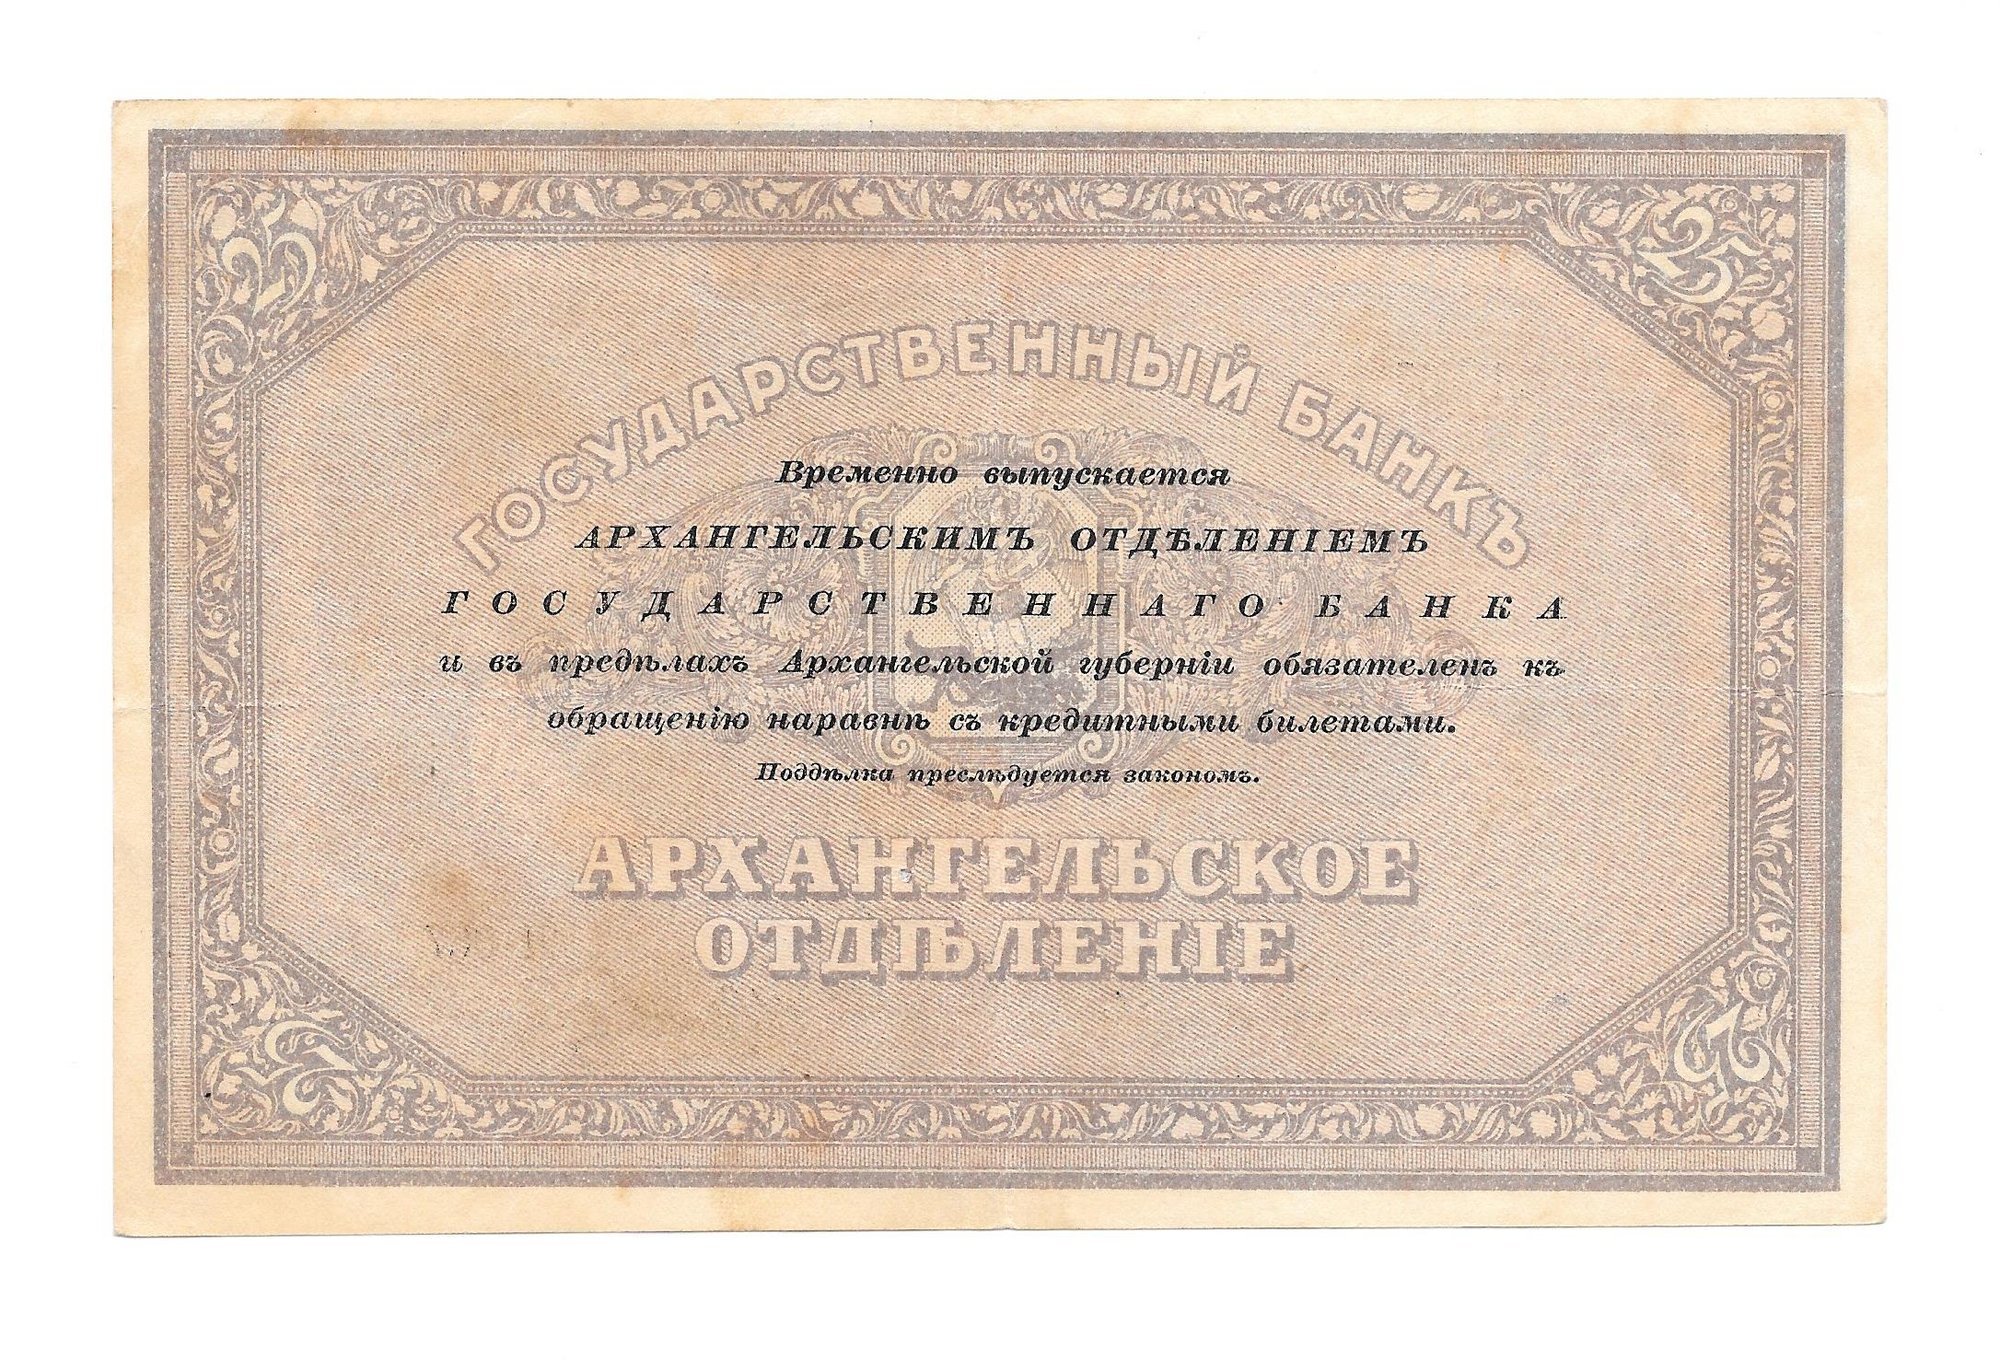 25 25
ГОСУДАРСТВЕННЫЙ БАНКЪ
Временно выпускается
АРХАНГЕЛЬСКИМЪ ОТДѢЛЕНІЕМЪ
ГОСУДАРСТВЕННАГО БАНКА
и въ предѣлахъ Архангельской губерніи обязателенъ къ
обращенію наравнѣ съ кредитными билетами.
Поддѣлка преслѣдуется закономъ.
АРХАНГЕЛЬСКОЕ
ОТДѢЛЕНІЕ
25 25